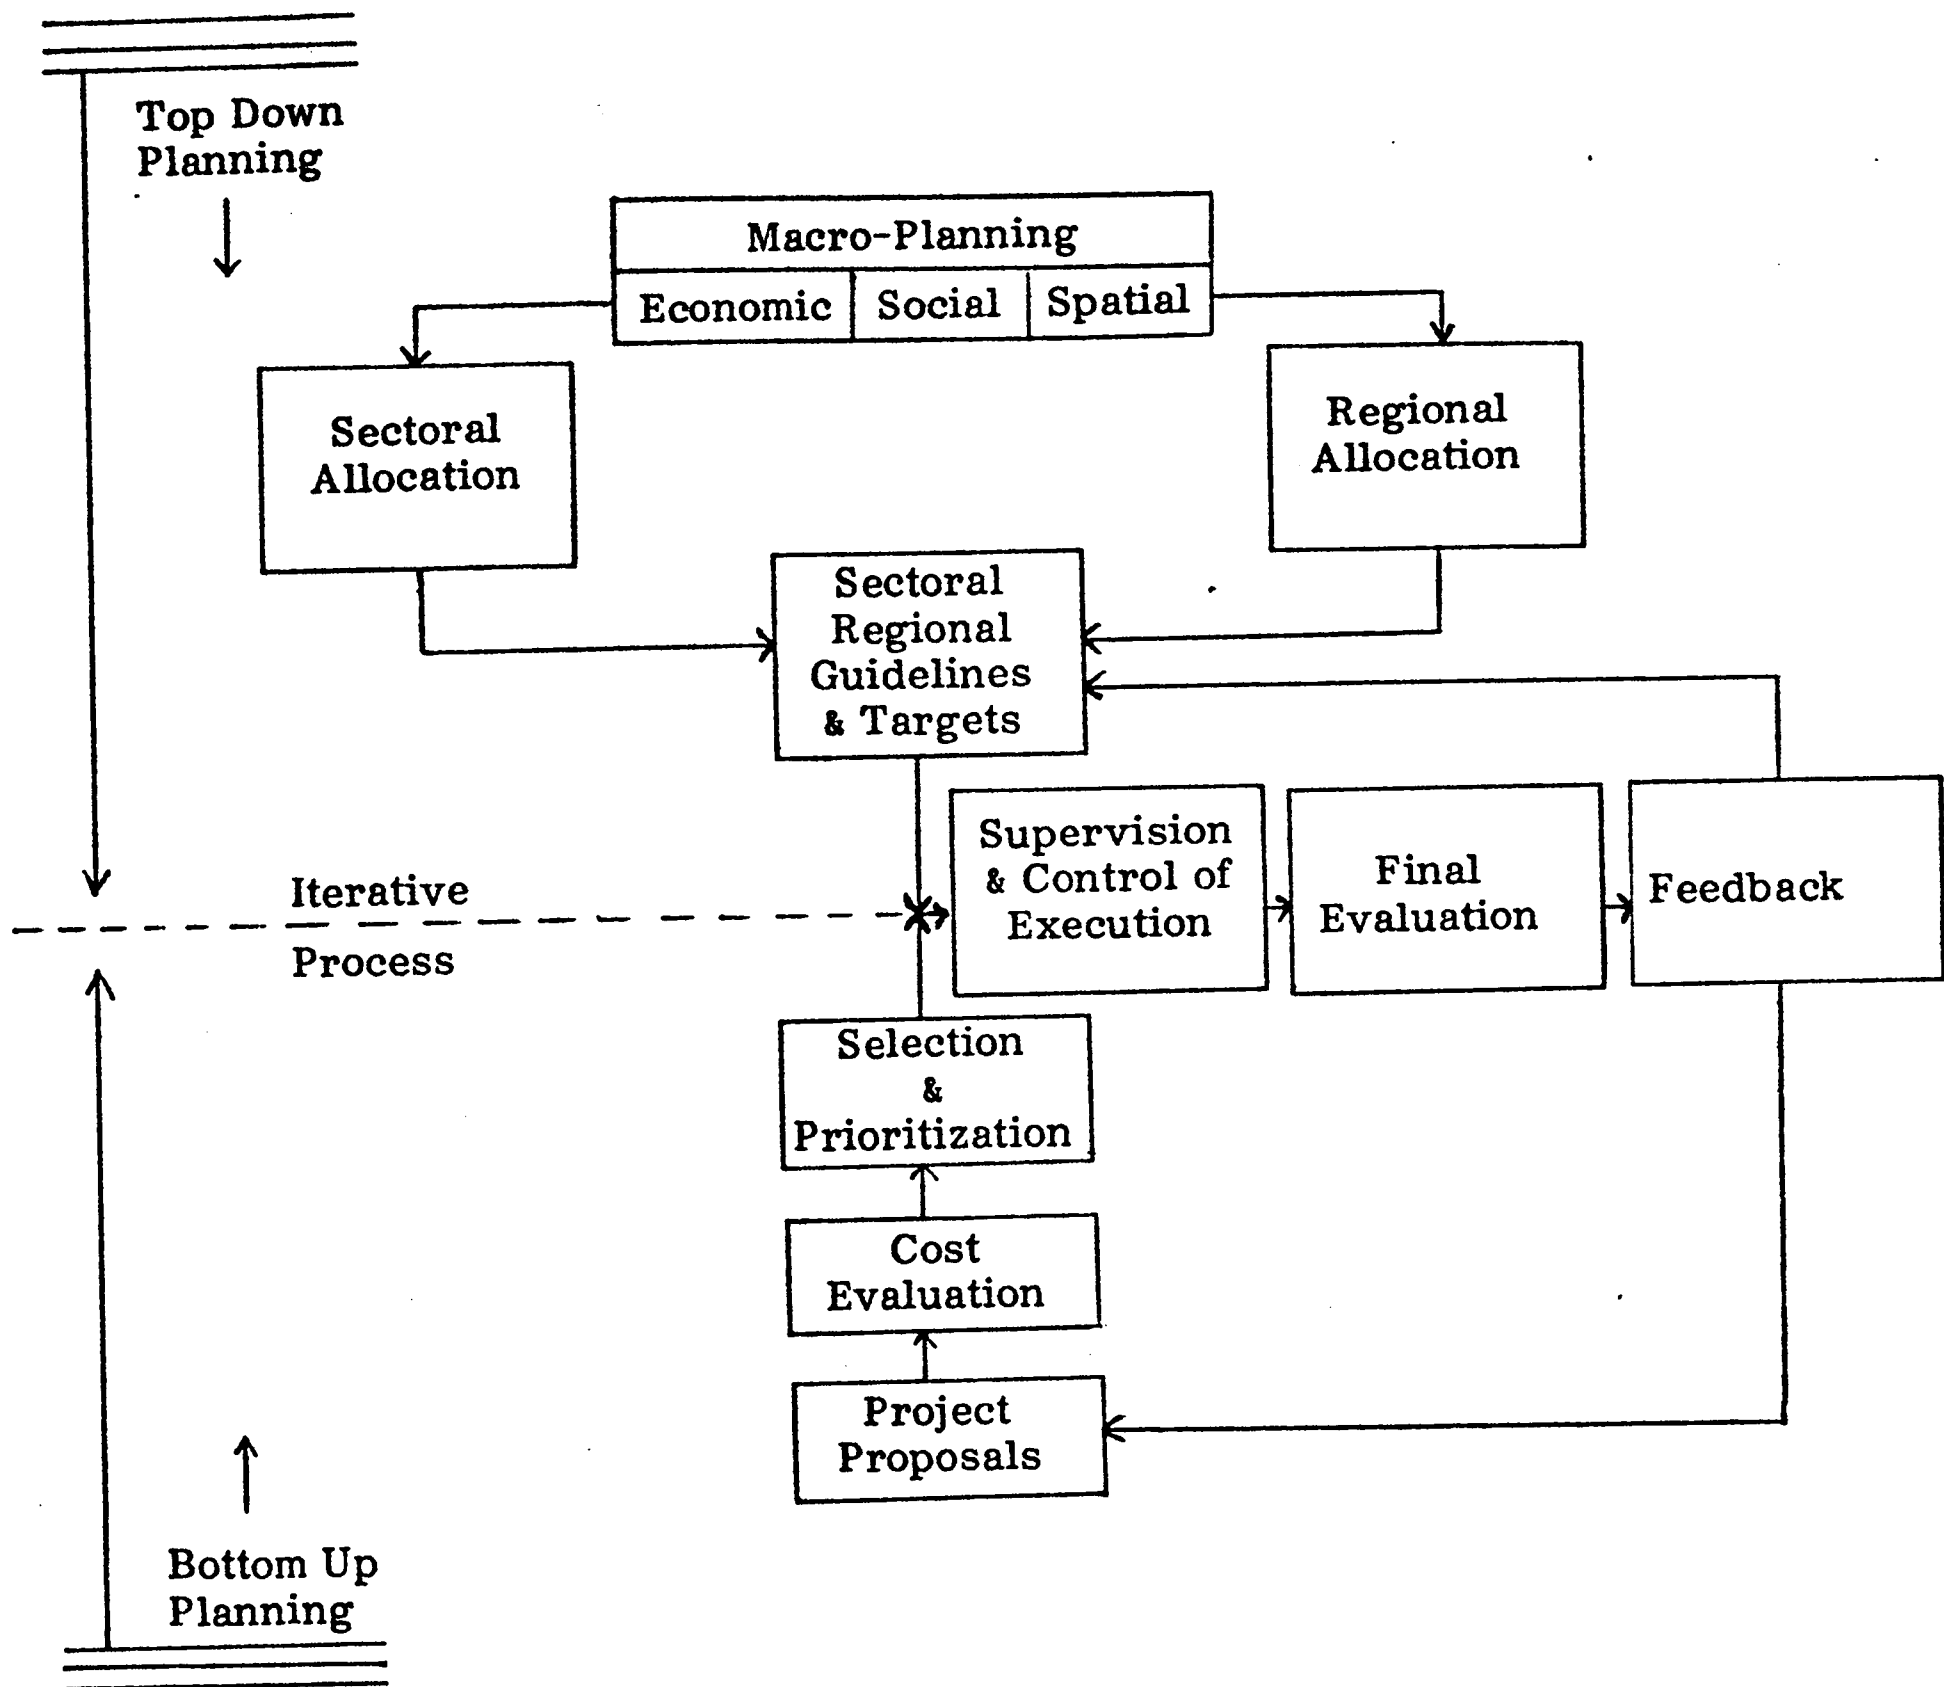 Top Down
Planning
Macro-Planning
Economic
Social
Spatial
Sectoral
Allocation
Regional
Allocation
Sectoral
Regional
Guidelines
& Targets
Iterative
Process
Supervision
& Control of
Execution
Final
Evaluation
Feedback
Selection
&
Prioritization
Cost
Evaluation
Project
Proposals
Bottom Up
Planning